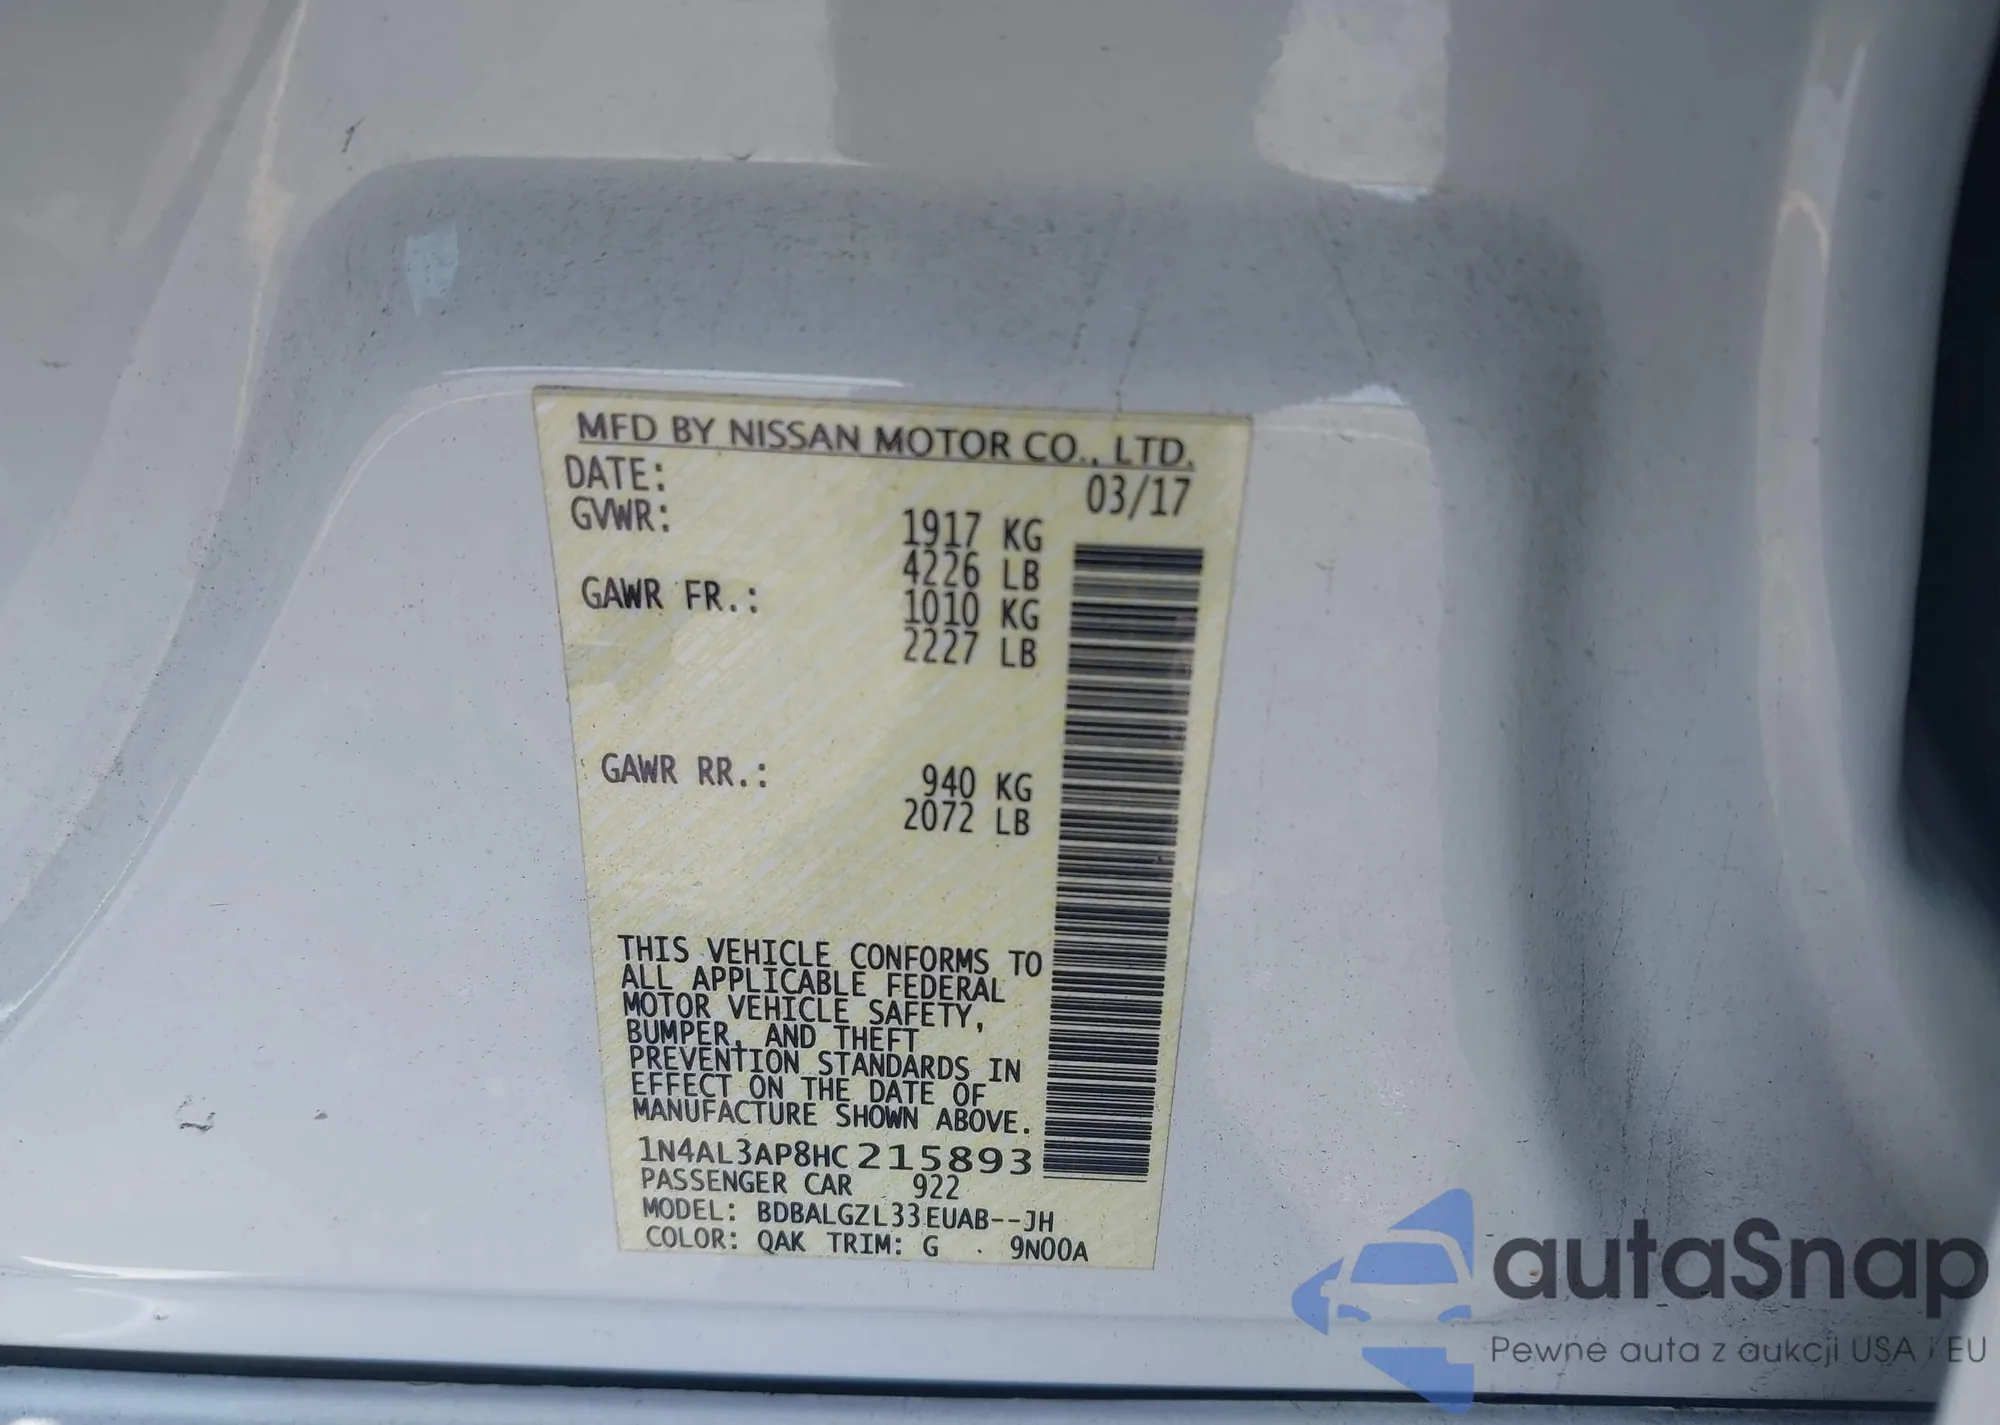 MFD BY NISSAN MOTOR CO., LTD.
DATE: 03/17
GVWR: 1917 KG
4226 LB
GAWR FR.: 1010 KG
2227 LB
GAWR RR.: 940 KG
2072 LB
THIS VEHICLE CONFORMS TO
ALL APPLICABLE FEDERAL
MOTOR VEHICLE SAFETY,
BUMPER, AND THEFT
PREVENTION STANDARDS IN
EFFECT ON THE DATE OF
MANUFACTURE SHOWN ABOVE.
1N4AL3AP8HC215893
PASSENGER CAR 922
MODEL: BDBALGZL33EUAB--JH
COLOR: QAK TRIM: G 9N00A
autaSnap
Pewne auta z aukcji USA i EU